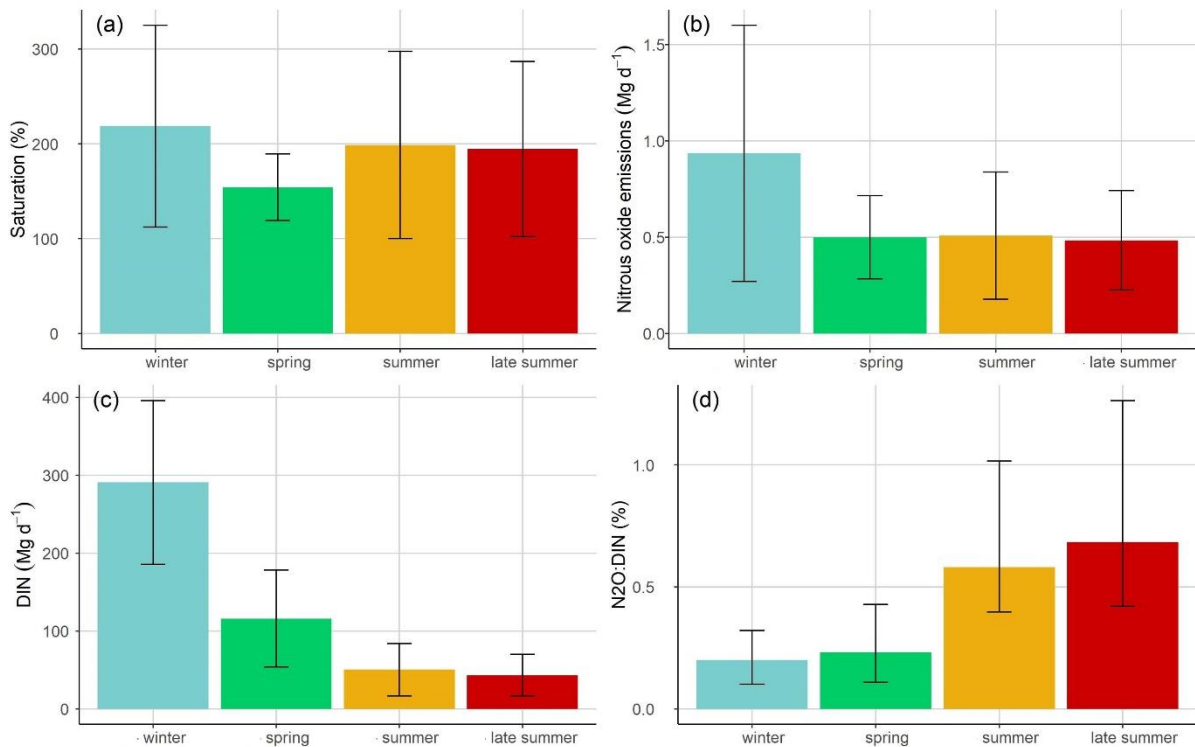 (a)
Saturation (%)
300
200
100
0
winter spring summer late summer
(b)
Nitrous oxide emissions (Mg d⁻¹)
1.5
1.0
0.5
0.0
winter spring summer late summer
(c)
DIN (Mg d⁻¹)
400
300
200
100
0
winter spring summer late summer
(d)
N2O:DIN (%)
1.0
0.5
0.0
winter spring summer late summer